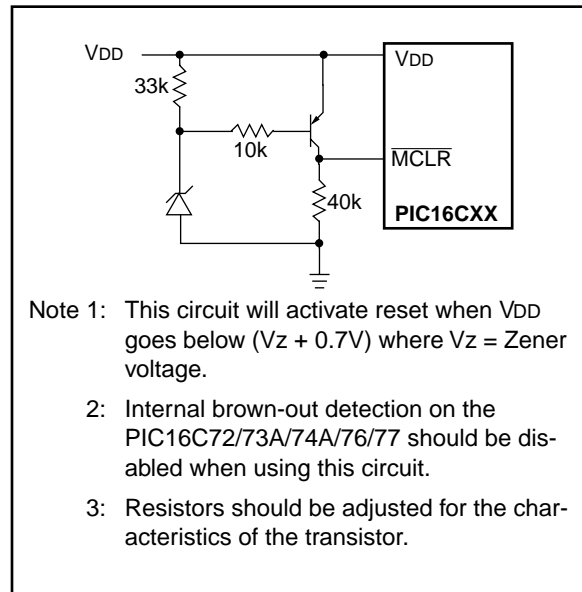 VDD
VDD
33k
10k
MCLR
40k
PIC16CXX
Note 1: This circuit will activate reset when VDD
goes below (Vz + 0.7V) where Vz = Zener
voltage.
2: Internal brown-out detection on the
PIC16C72/73A/74A/76/77 should be dis-
abled when using this circuit.
3: Resistors should be adjusted for the char-
acteristics of the transistor.